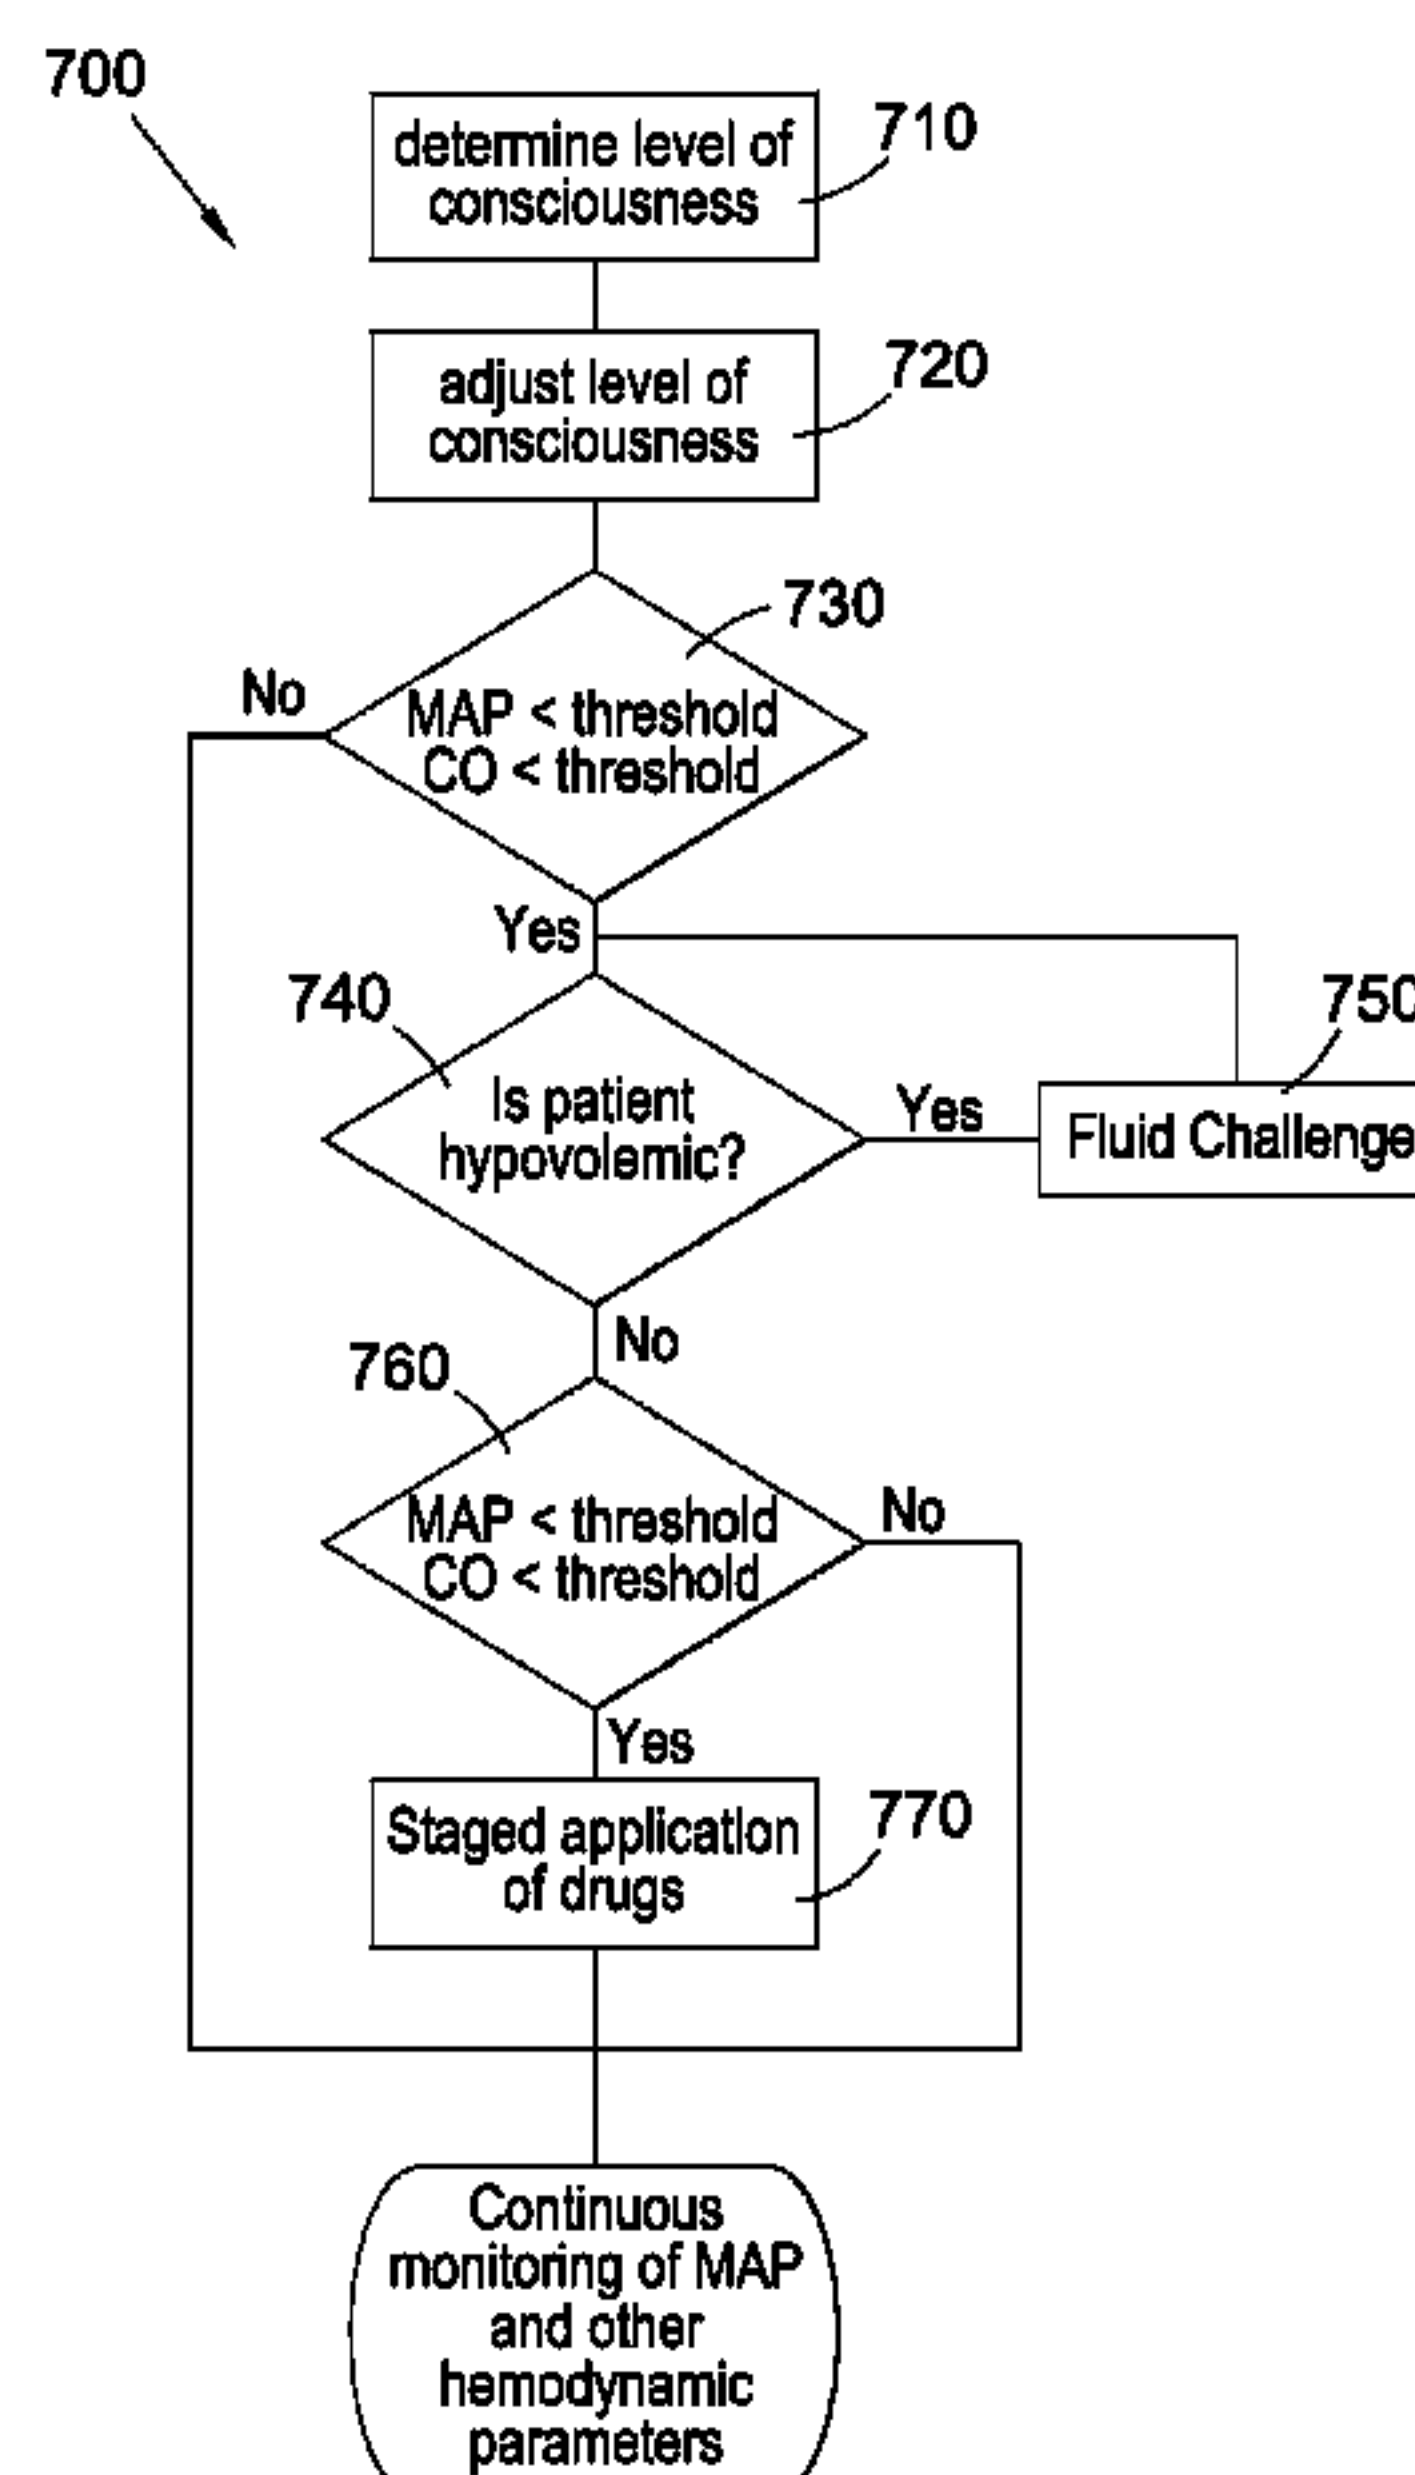 700
determine level of
consciousness
710
adjust level of
consciousness
720
730
No
MAP < threshold
CO < threshold
Yes
740
750
Is patient
hypovolemic?
Yes
Fluid Challenge
No
760
MAP < threshold
CO < threshold
No
Yes
Staged application
of drugs
770
Continuous
monitoring of MAP
and other
hemodynamic
parameters